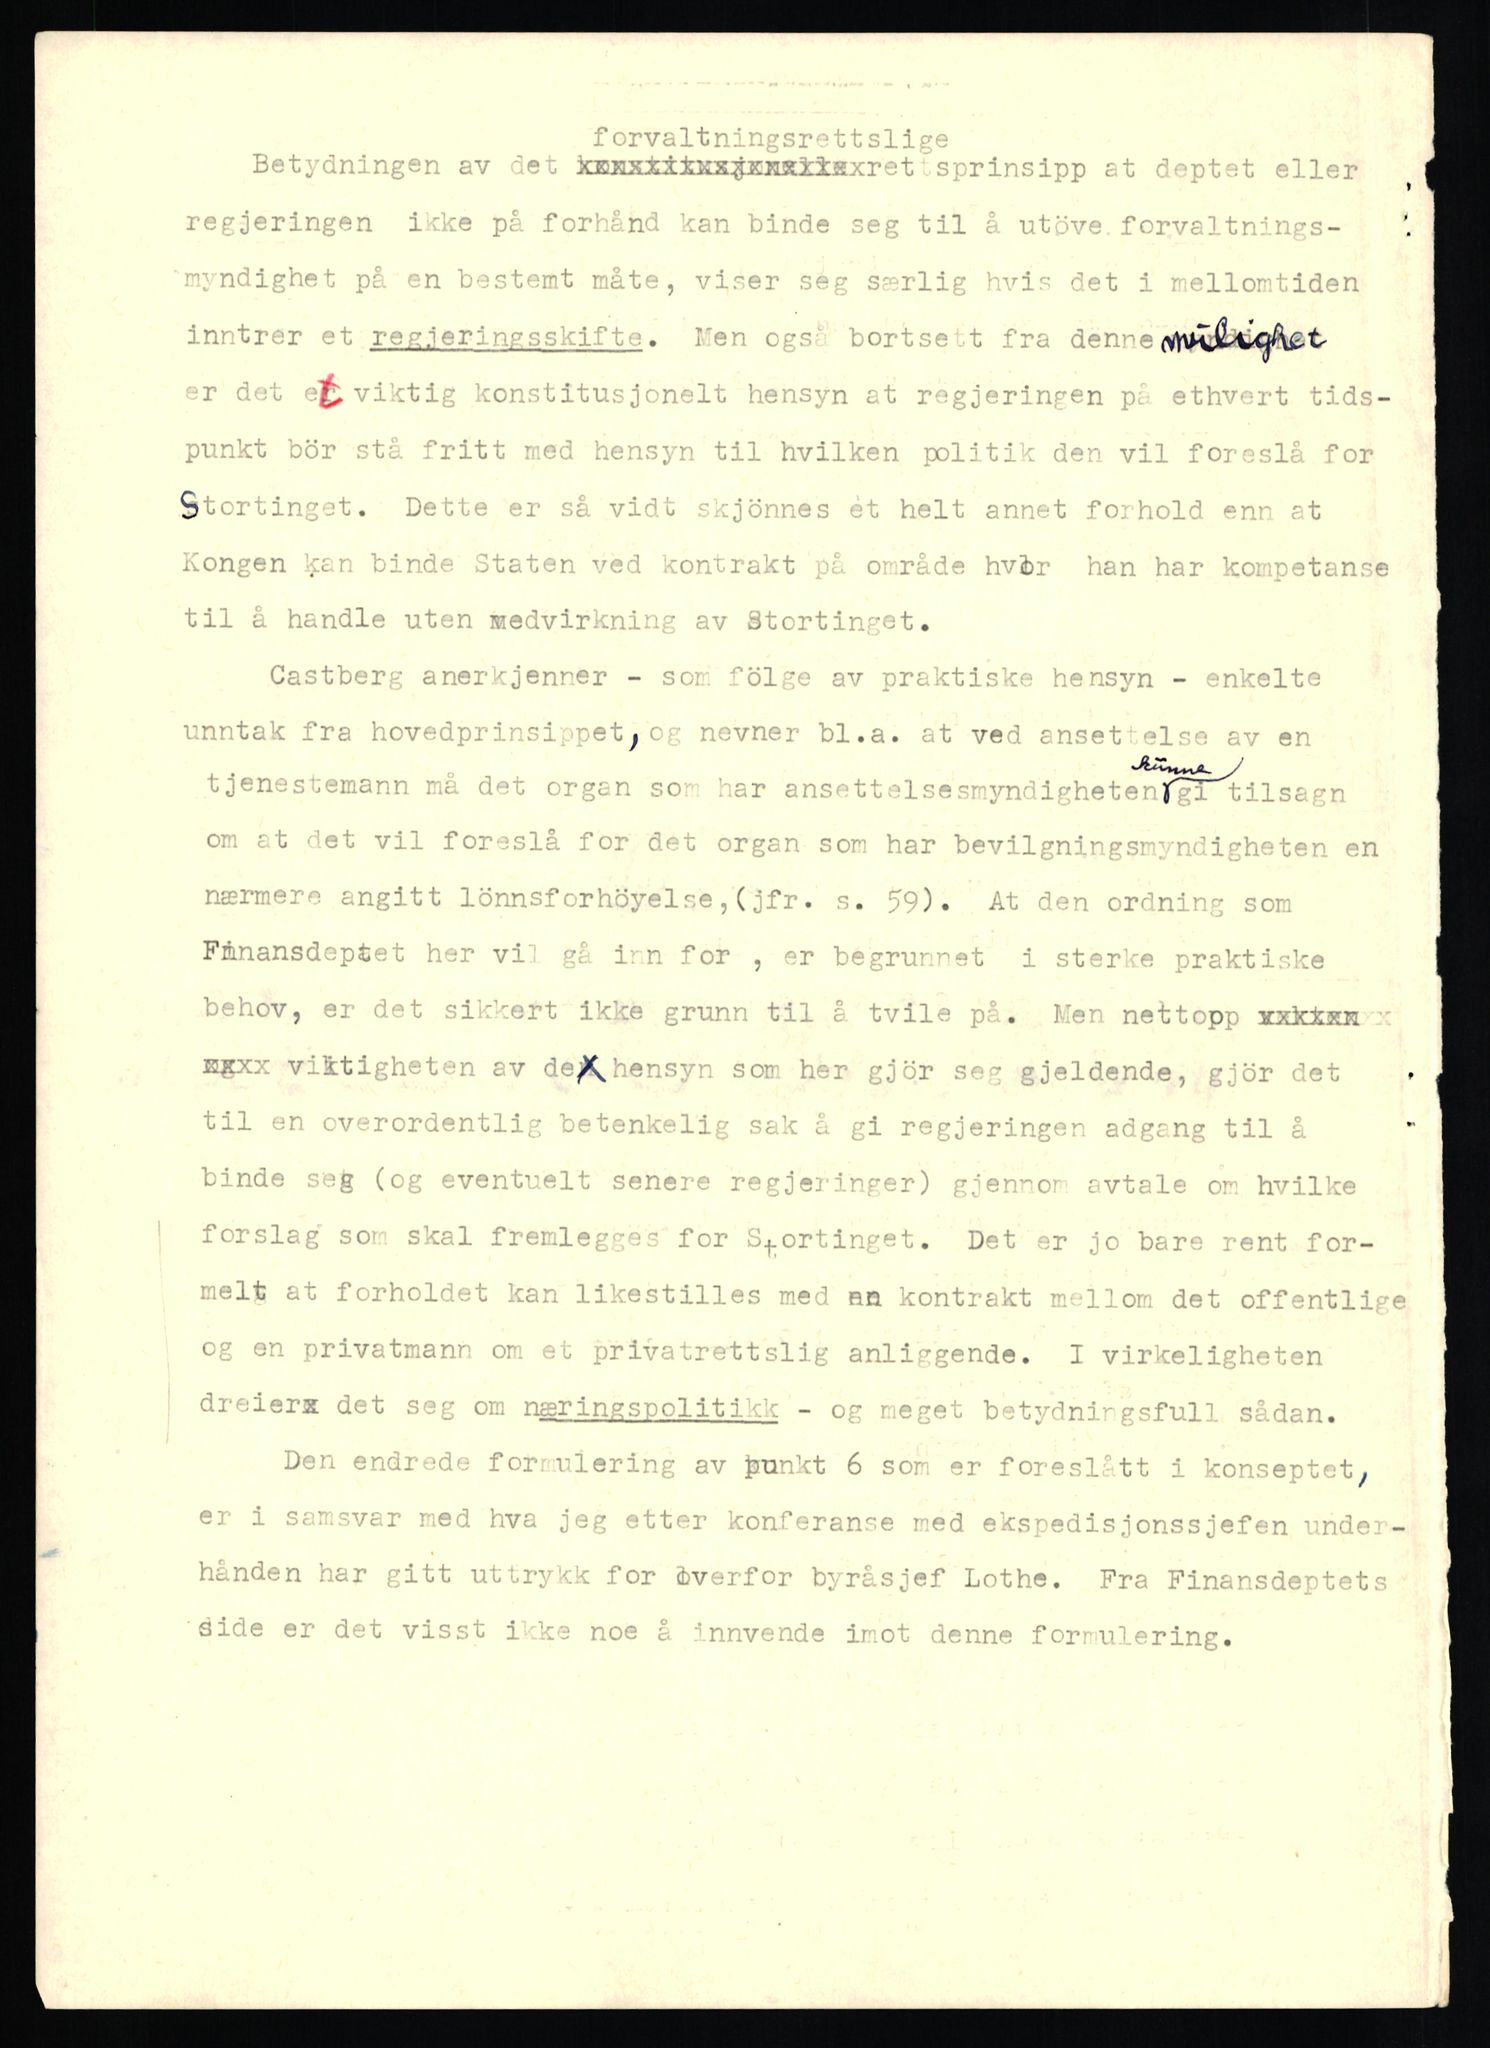 forvaltningsrettslige
Betydningen av det konstitusjonelle rettsprinsipp at deptet eller
regjeringen ikke på forhånd kan binde seg til å utöve forvaltnings-
myndighet på en bestemt måte, viser seg særlig hvis det i mellomtiden
inntrer et regjeringsskifte. Men også bortsett fra denne mulighet
er det et viktig konstitusjonelt hensyn at regjeringen på ethvert tids-
punkt bör stå fritt med hensyn til hvilken politik den vil foreslå for
Stortinget. Dette er så vidt skjönnes et helt annet forhold enn at
Kongen kan binde Staten ved kontrakt på område hvor han har kompetanse
til å handle uten medvirkning av Stortinget.
Castberg anerkjenner - som fölge av praktiske hensyn - enkelte
unntak fra hovedprinsippet, og nevner bl.a. at ved ansettelse av en
kunne
tjenestemann må det organ som har ansettelsesmyndigheten gi tilsagn
om at det vil foreslå for det organ som har bevilgningsmyndigheten en
nærmere angitt lönnsforhöyelse,(jfr. s. 59). At den ordning som
Finansdeptet her vil gå inn for , er begrunnet i sterke praktiske
behov, er det sikkert ikke grunn til å tvile på. Men nettopp
viktigheten av de hensyn som her gjör seg gjeldende, gjör det
til en overordentlig betenkelig sak å gi regjeringen adgang til å
binde seg (og eventuelt senere regjeringer) gjennom avtale om hvilke
forslag som skal fremlegges for Stortinget. Det er jo bare rent for-
melt at forholdet kan likestilles med en kontrakt mellom det offentlige
og en privatmann om et privatrettslig anliggende. I virkeligheten
dreier det seg om næringspolitikk - og meget betydningsfull sådan.
Den endrede formulering av punkt 6 som er foreslått i konseptet,
er i samsvar med hva jeg etter konferanse med ekspedisjonssjefen under-
hånden har gitt uttrykk for overfor byråsjef Lothe. Fra Finansdeptets
side er det visst ikke noe å innvende imot denne formulering.